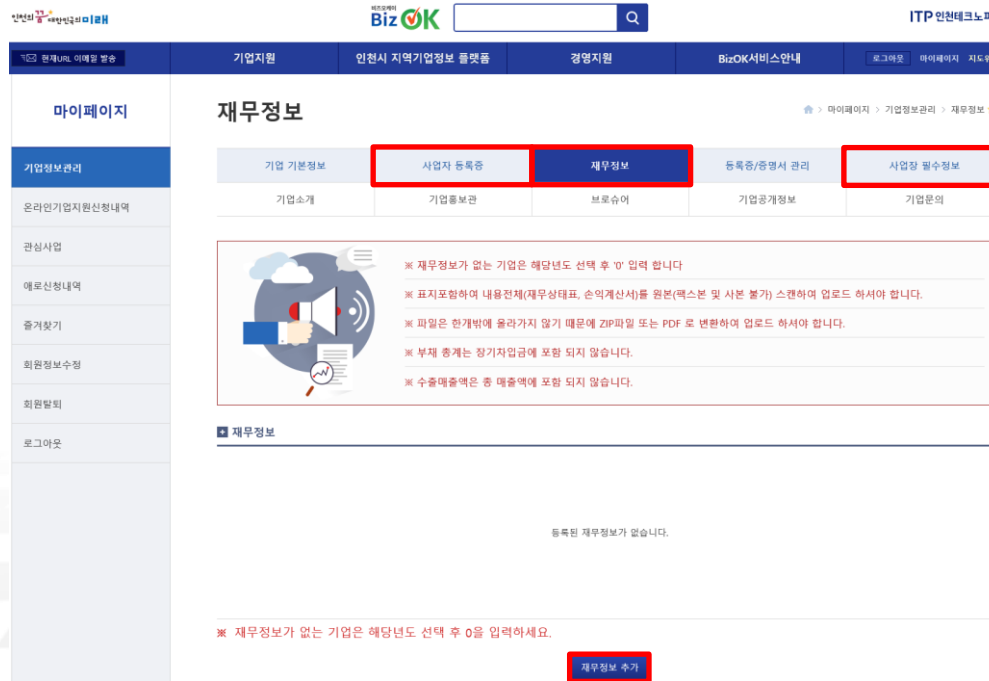 인천의 꿈 대한민국의 미래
비즈오케이
Biz OK
ITP 인천테크노파
현재URL 이메일 발송
기업지원
인천시 지역기업정보 플랫폼
경영지원
BizOK서비스안내
로그아웃 마이페이지
마이페이지
재무정보
> 마이페이지 > 기업정보관리 > 재무정보
기업정보관리
온라인기업지원신청내역
관심사업
애로신청내역
즐겨찾기
회원정보수정
회원탈퇴
로그아웃
기업 기본정보
사업자 등록증
재무정보
등록증/증명서 관리
사업장 필수정보
기업소개
기업홍보관
브로슈어
기업공개정보
기업문의
※ 재무정보가 없는 기업은 해당년도 선택 후 '0' 입력 합니다
※ 표지포함하여 내용전체(재무상태표, 손익계산서)를 원본(팩스본 및 사본 불가) 스캔하여 업로드 하셔야 합니다.
※ 파일은 한개밖에 올라가지 않기 때문에 ZIP파일 또는 PDF 로 변환하여 업로드 하셔야 합니다.
※ 부채 총계는 장기차입금에 포함 되지 않습니다.
※ 수출매출액은 총 매출액에 포함 되지 않습니다.
재무정보
등록된 재무정보가 없습니다.
※ 재무정보가 없는 기업은 해당년도 선택 후 0을 입력하세요.
재무정보 추가